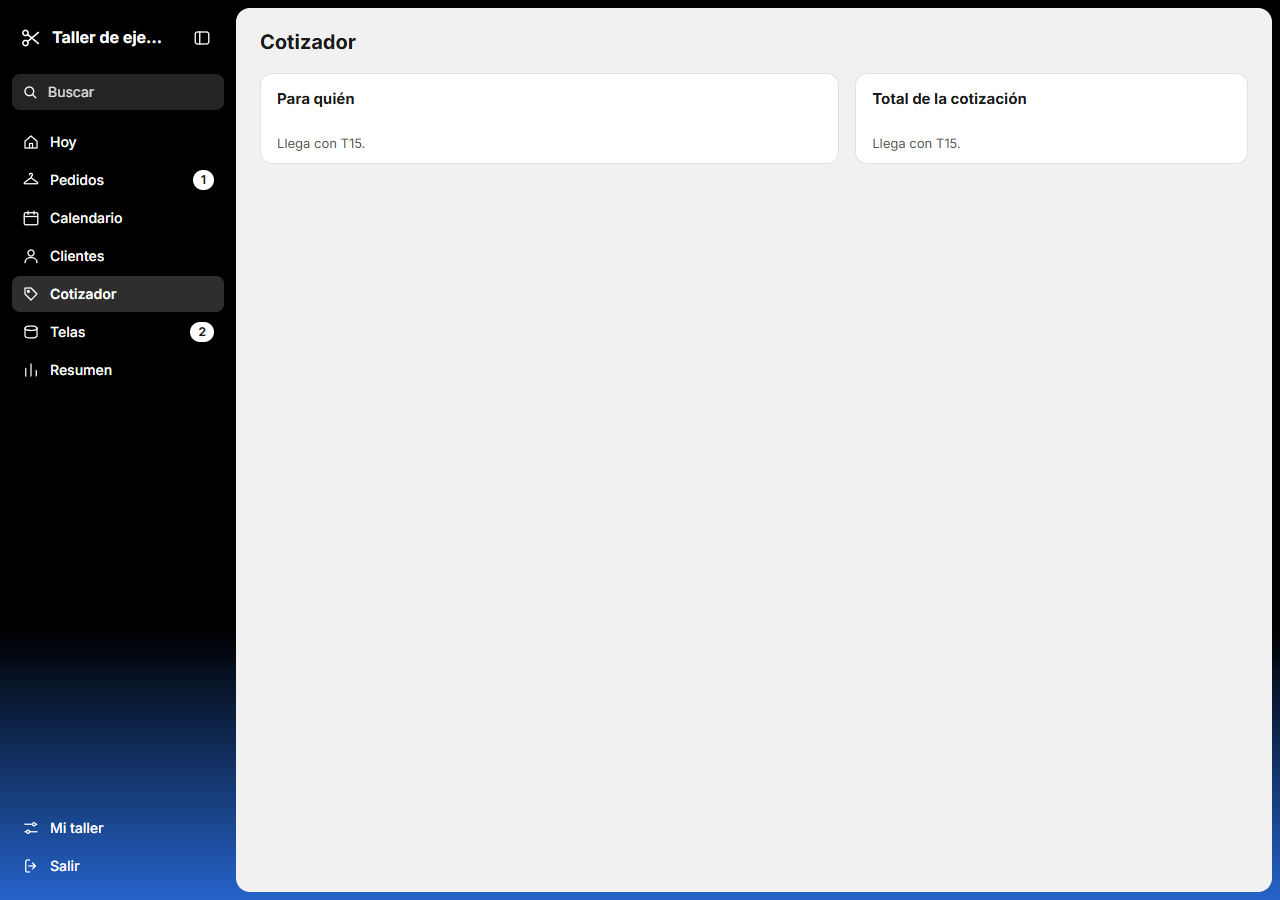 Taller de eje...
Buscar
Hoy
Pedidos 1
Calendario
Clientes
Cotizador
Telas 2
Resumen
Mi taller
Salir
Cotizador
Para quién
Llega con T15.
Total de la cotización
Llega con T15.